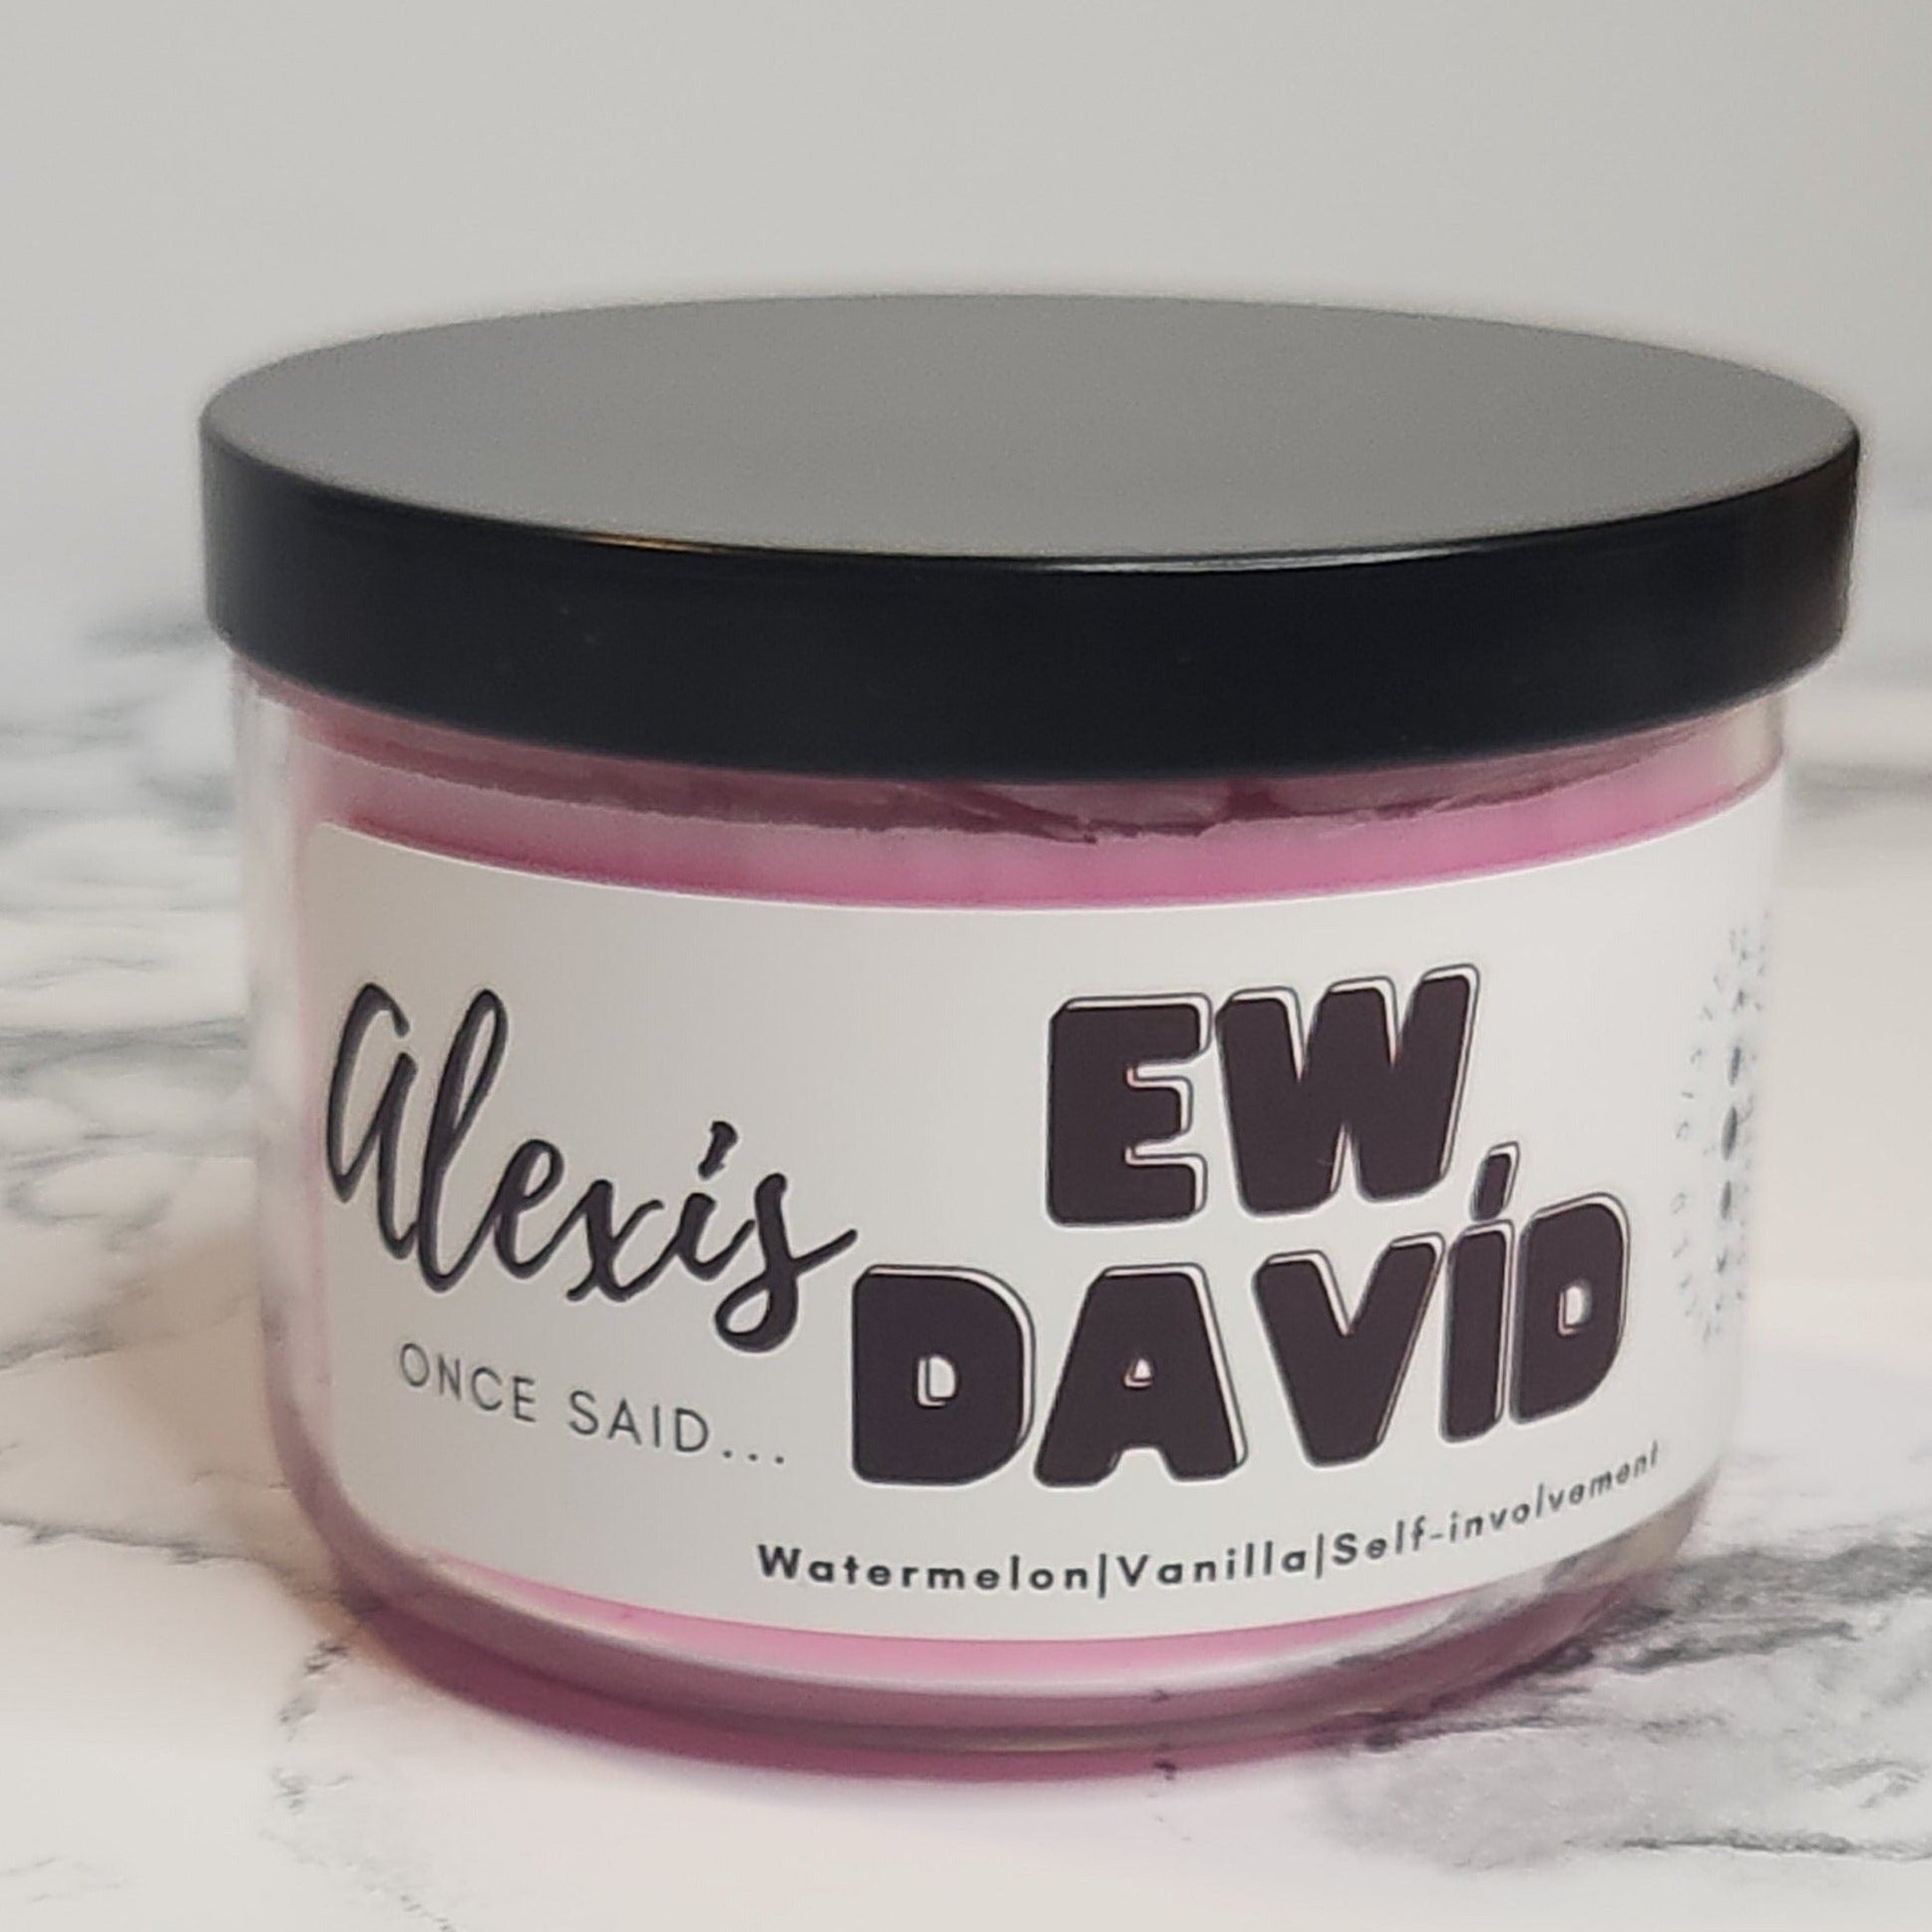 Alexis
ONCE SAID...
EW,
DAVID
Watermelon|Vanilla|Self-involvement